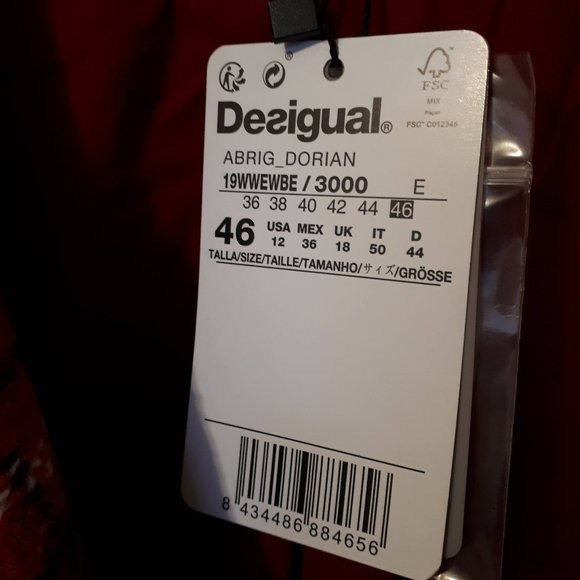 FSC
MIX
Paper
FSC® C012346
Desigual®
ABRIG_DORIAN
19WWEWBE / 3000 E
36 38 40 42 44 46
46 USA MEX UK IT D
12 36 18 50 44
TALLA/SIZE/TAILLE/TAMANHO/サイズ/GRÖSSE
8 434486 884656